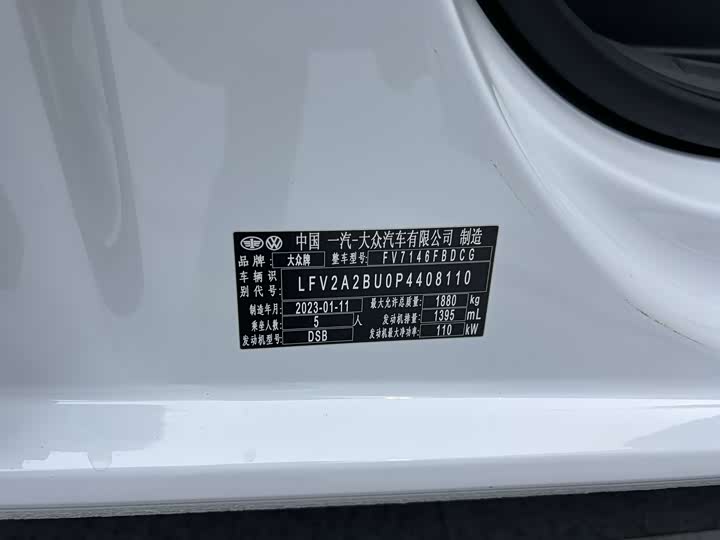 中国 一汽-大众汽车有限公司 制造
品牌: 大众牌 整车型号: FV7146FBDCG
车辆识别代号: LFV2A2BU0P4408110
制造年月: 2023-01-11 最大允许总质量: 1880 kg
乘坐人数: 5 人 发动机排量: 1395 mL
发动机型号: DSB 发动机最大净功率: 110 kW